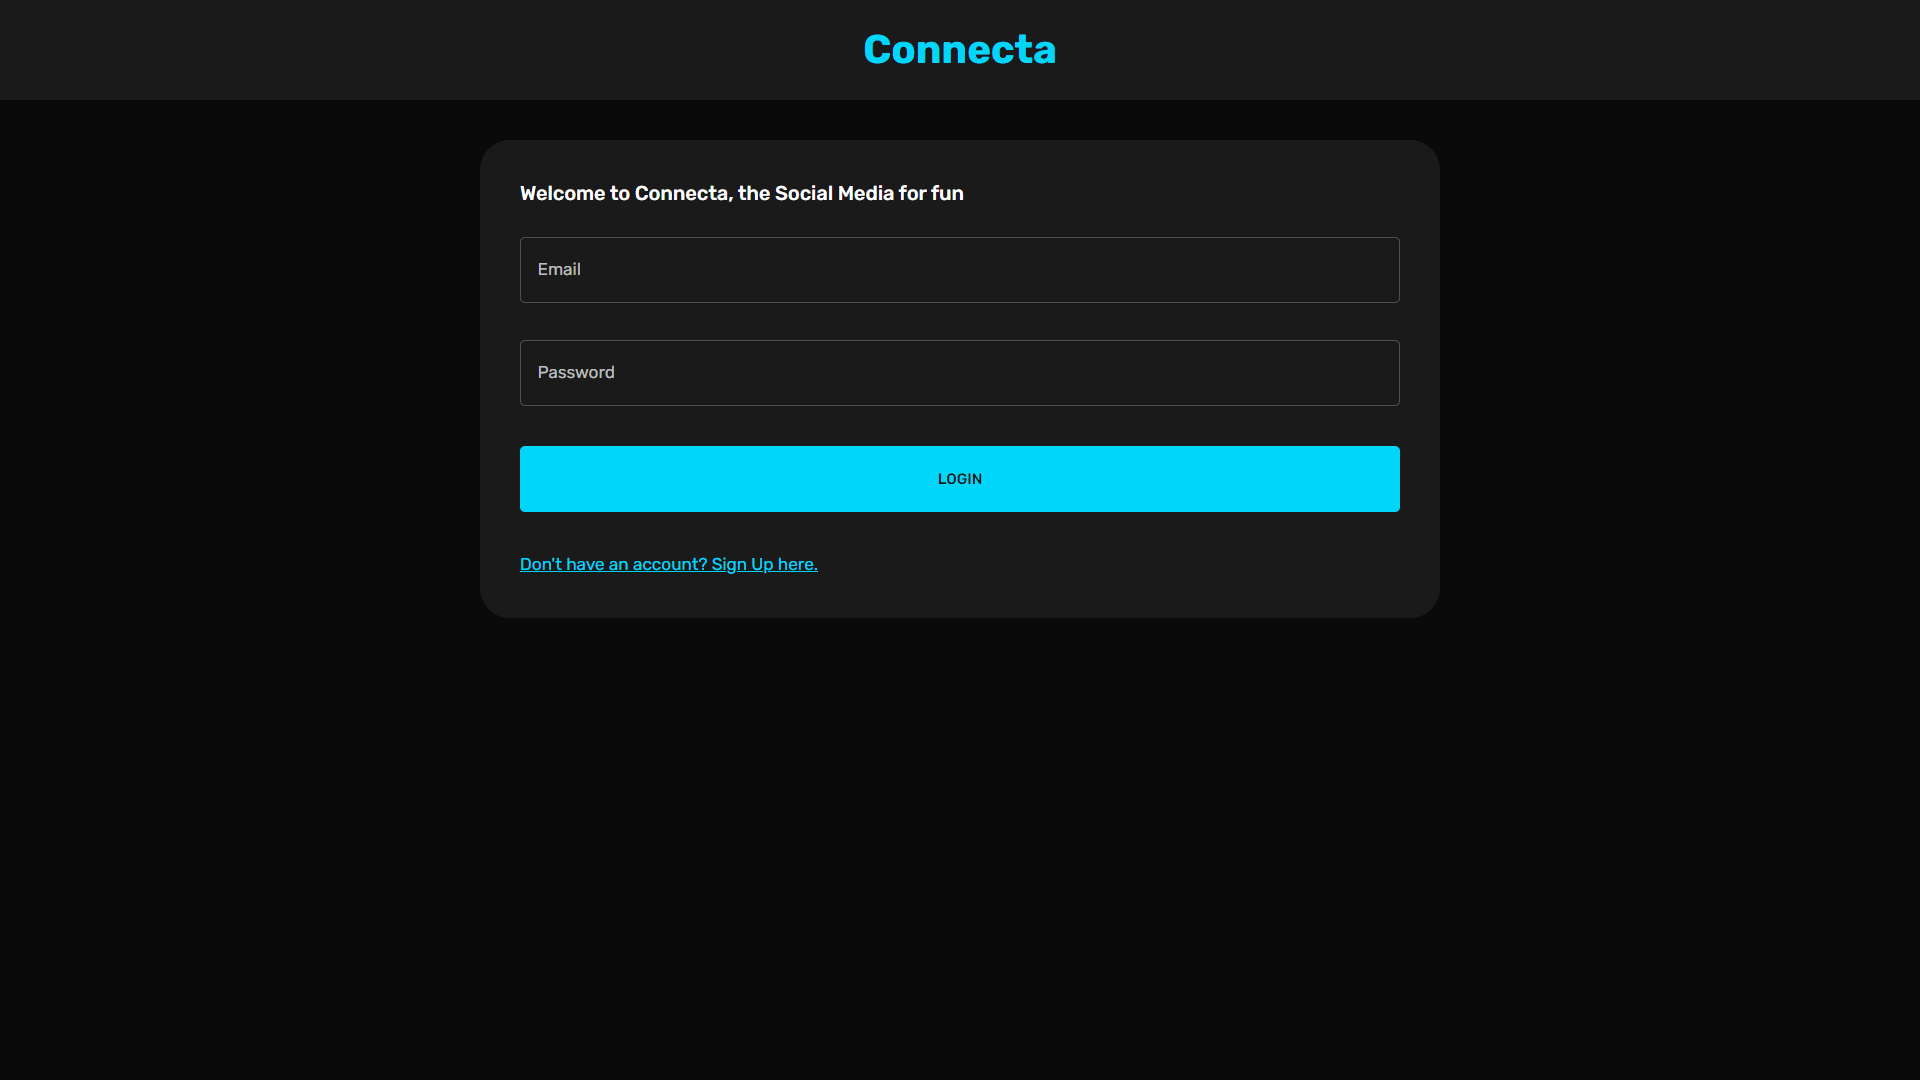 Connecta
Welcome to Connecta, the Social Media for fun
Email
Password
LOGIN
Don't have an account? Sign Up here.